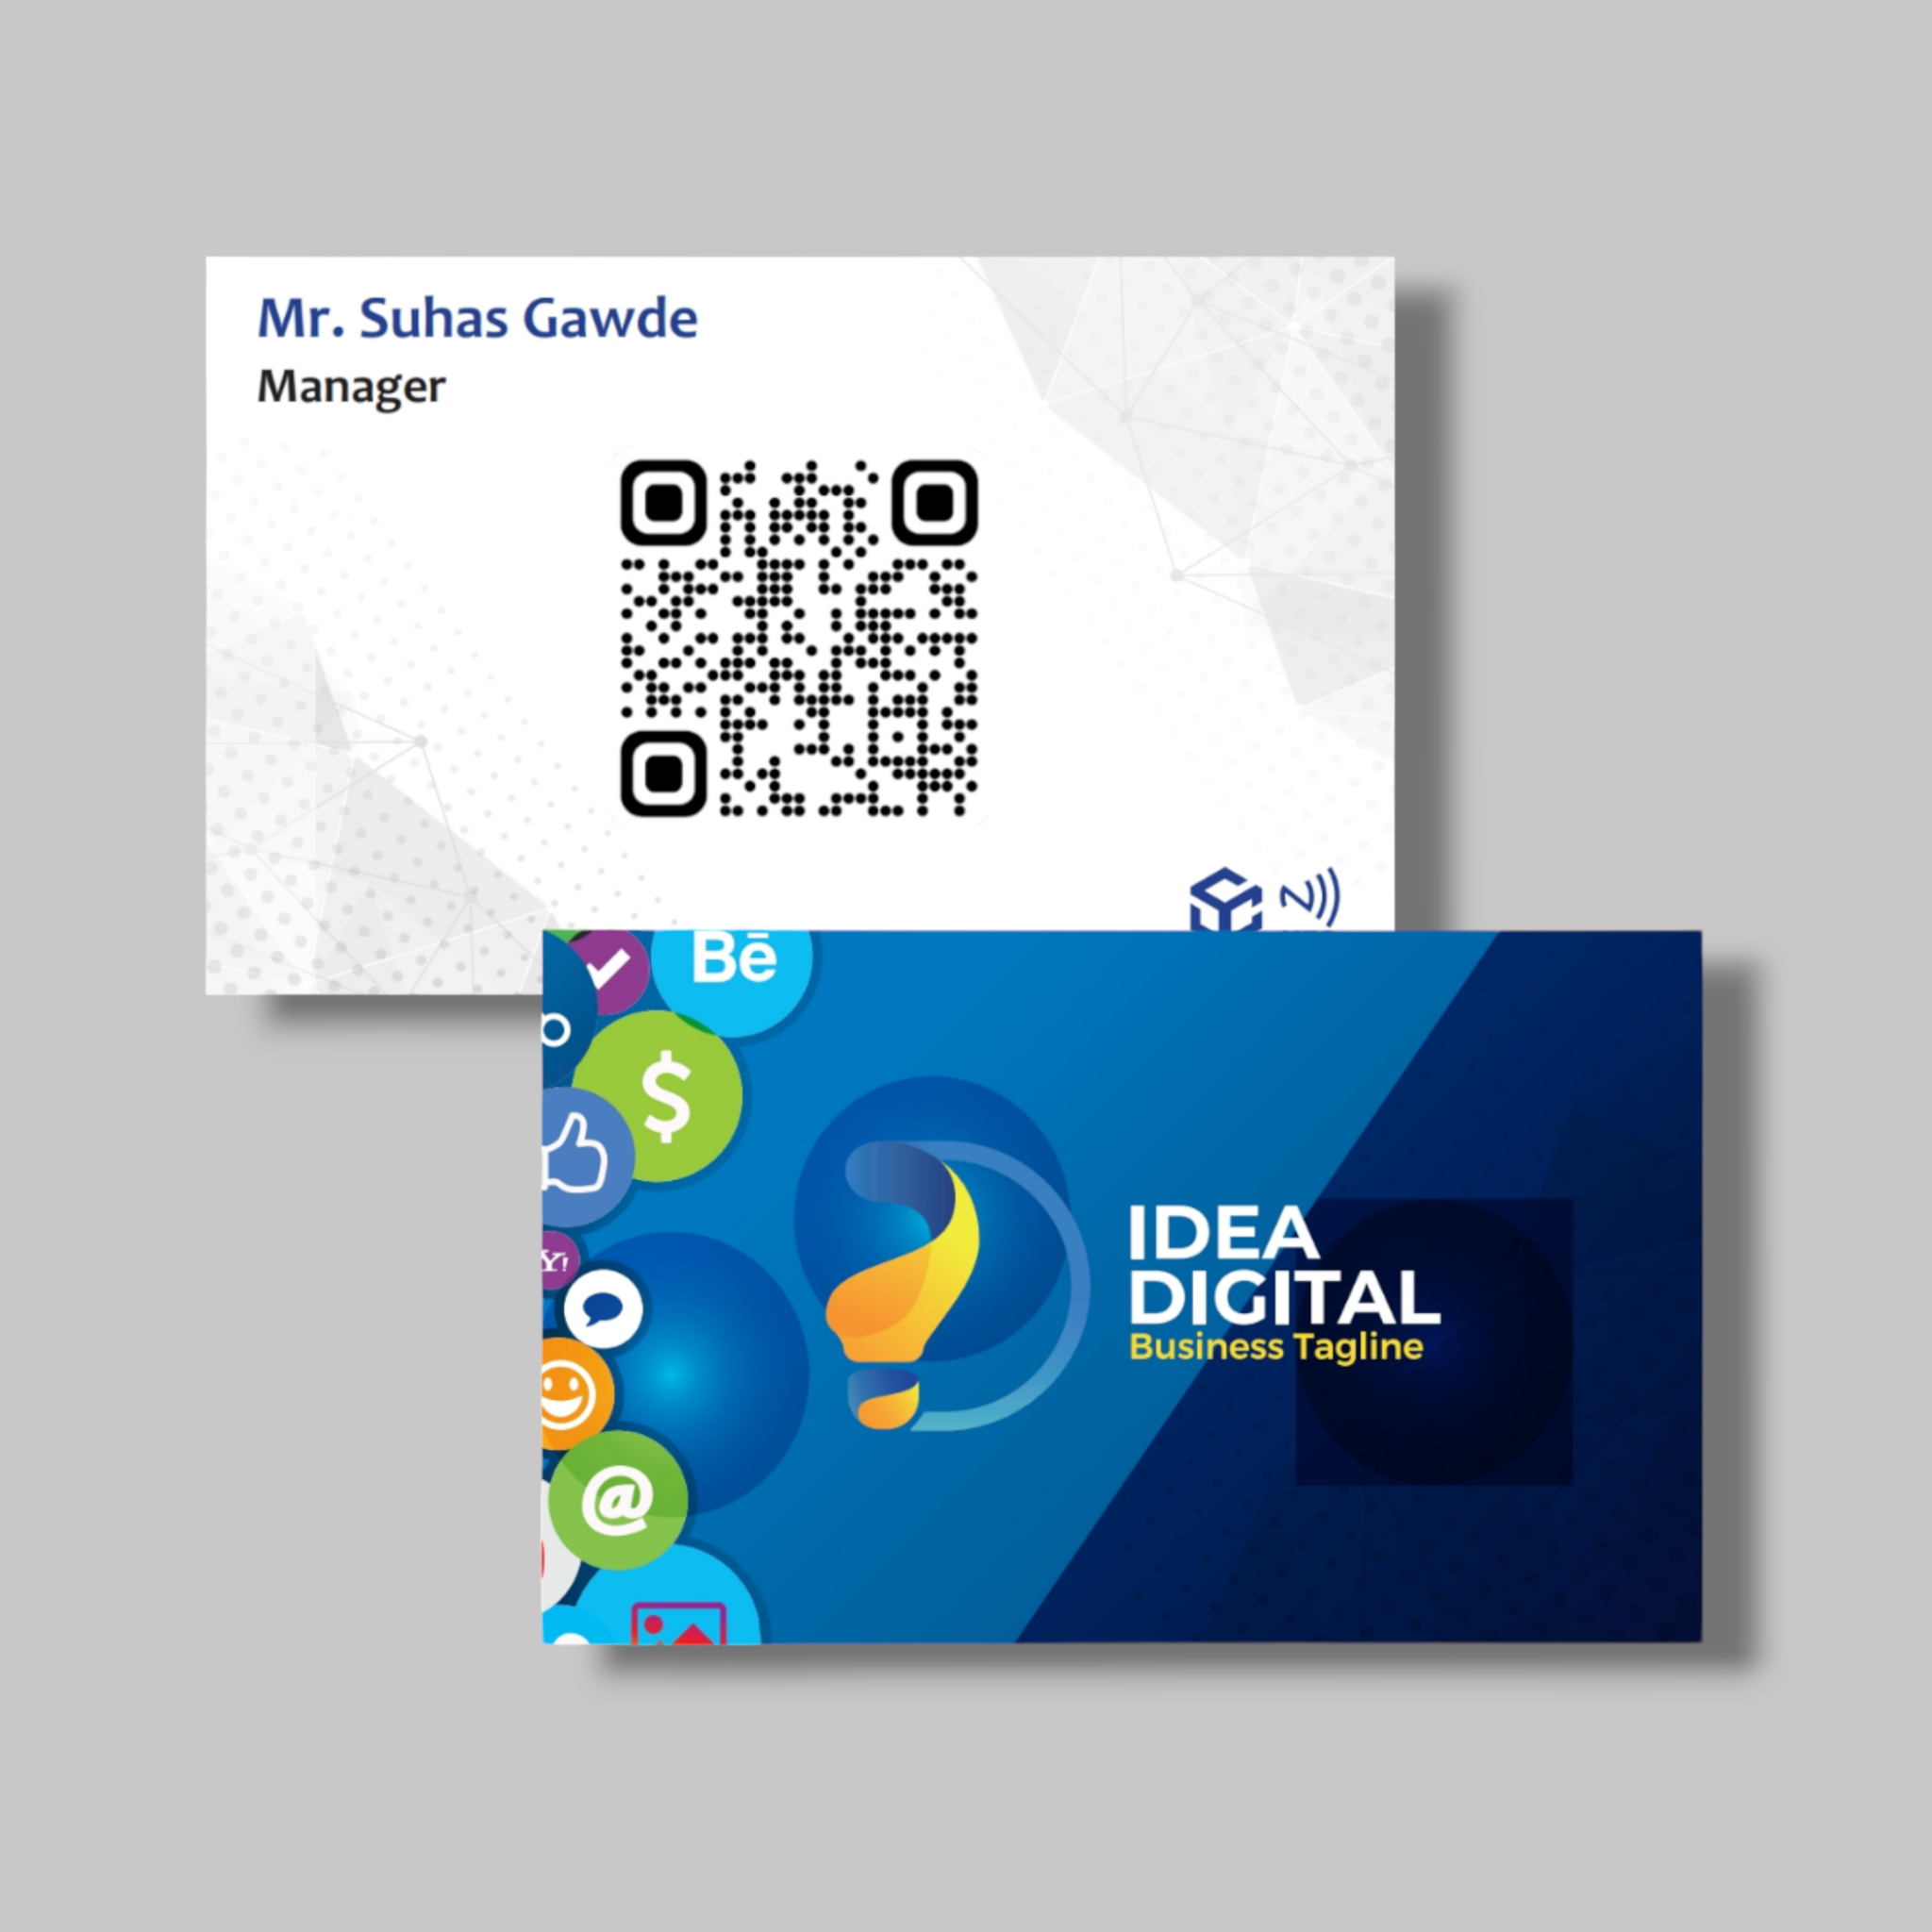 Mr. Suhas Gawde
Manager
Bē
$
Y!
@
IDEA
DIGITAL
Business Tagline